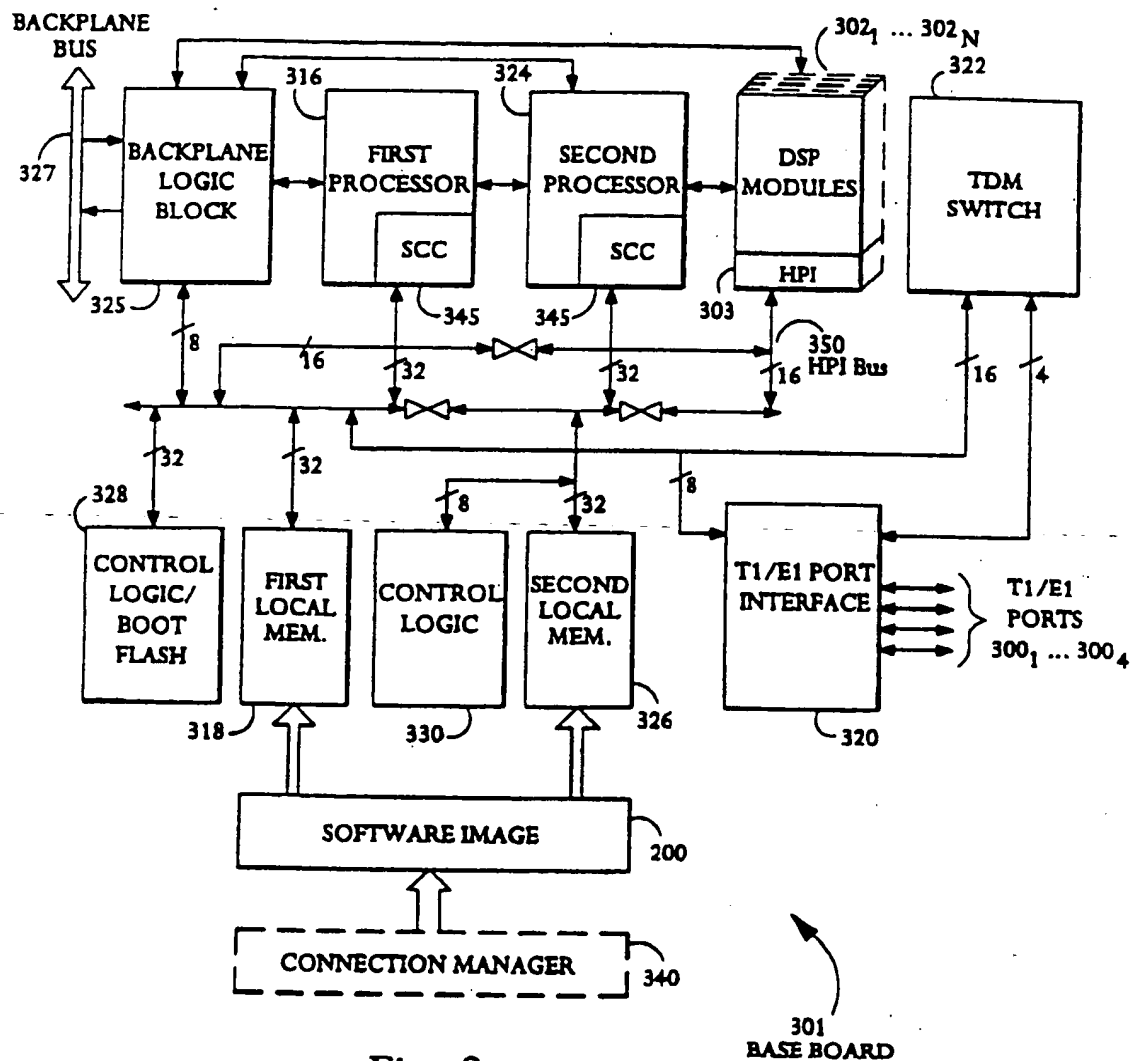 BACKPLANE
BUS
302₁ ... 302_N
316
324
322
327
BACKPLANE
LOGIC
BLOCK
FIRST
PROCESSOR
SCC
SECOND
PROCESSOR
SCC
DSP
MODULES
HPI
TDM
SWITCH
325
345
345
303
8
16
32
32
350
HPI Bus
16
16
4
32
32
8
32
8
328
CONTROL
LOGIC/
BOOT
FLASH
FIRST
LOCAL
MEM.
CONTROL
LOGIC
SECOND
LOCAL
MEM.
T1/E1 PORT
INTERFACE
T1/E1
PORTS
300₁ ... 300₄
318
330
326
320
SOFTWARE IMAGE
200
CONNECTION MANAGER
340
301
BASE BOARD